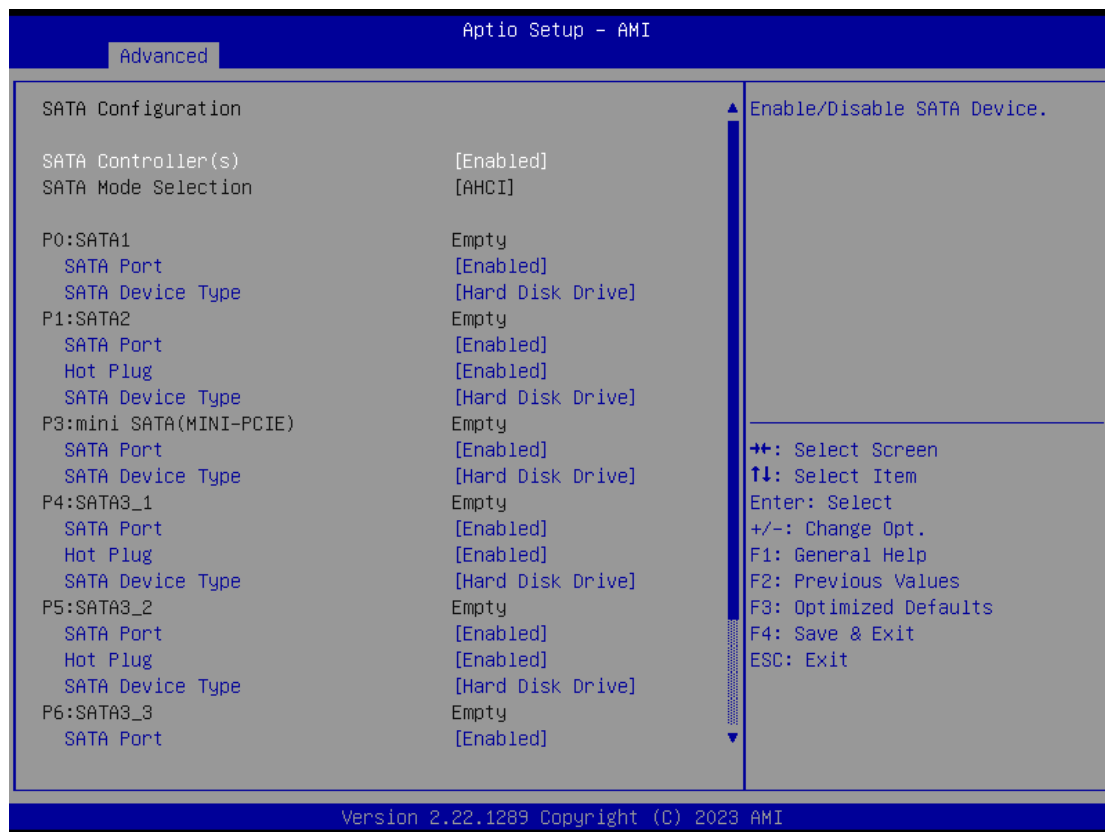 Aptio Setup – AMI
Advanced
SATA Configuration
SATA Controller(s) [Enabled]
SATA Mode Selection [AHCI]
P0:SATA1 Empty
SATA Port [Enabled]
SATA Device Type [Hard Disk Drive]
P1:SATA2 Empty
SATA Port [Enabled]
Hot Plug [Enabled]
SATA Device Type [Hard Disk Drive]
P3:mini SATA(MINI-PCIE) Empty
SATA Port [Enabled]
SATA Device Type [Hard Disk Drive]
P4:SATA3_1 Empty
SATA Port [Enabled]
Hot Plug [Enabled]
SATA Device Type [Hard Disk Drive]
P5:SATA3_2 Empty
SATA Port [Enabled]
Hot Plug [Enabled]
SATA Device Type [Hard Disk Drive]
P6:SATA3_3 Empty
SATA Port [Enabled]
Enable/Disable SATA Device.
→←: Select Screen
↑↓: Select Item
Enter: Select
+/-: Change Opt.
F1: General Help
F2: Previous Values
F3: Optimized Defaults
F4: Save & Exit
ESC: Exit
Version 2.22.1289 Copyright (C) 2023 AMI